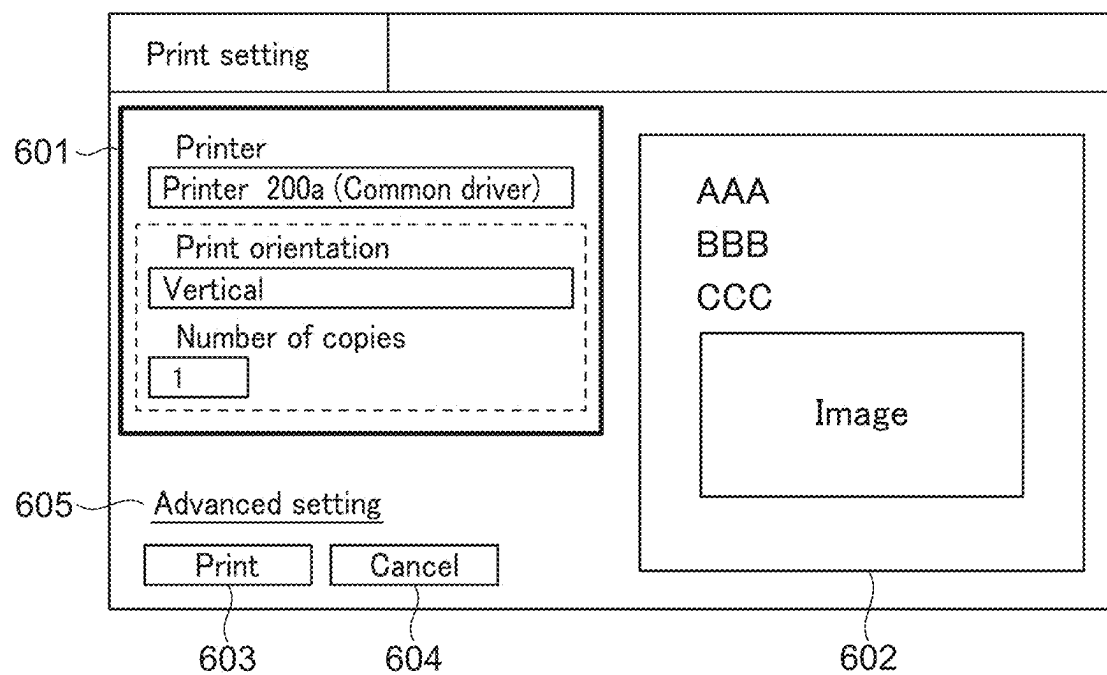 Print setting
601
Printer
Printer 200a (Common driver)
Print orientation
Vertical
Number of copies
1
605
Advanced setting
Print
Cancel
603
604
AAA
BBB
CCC
Image
602